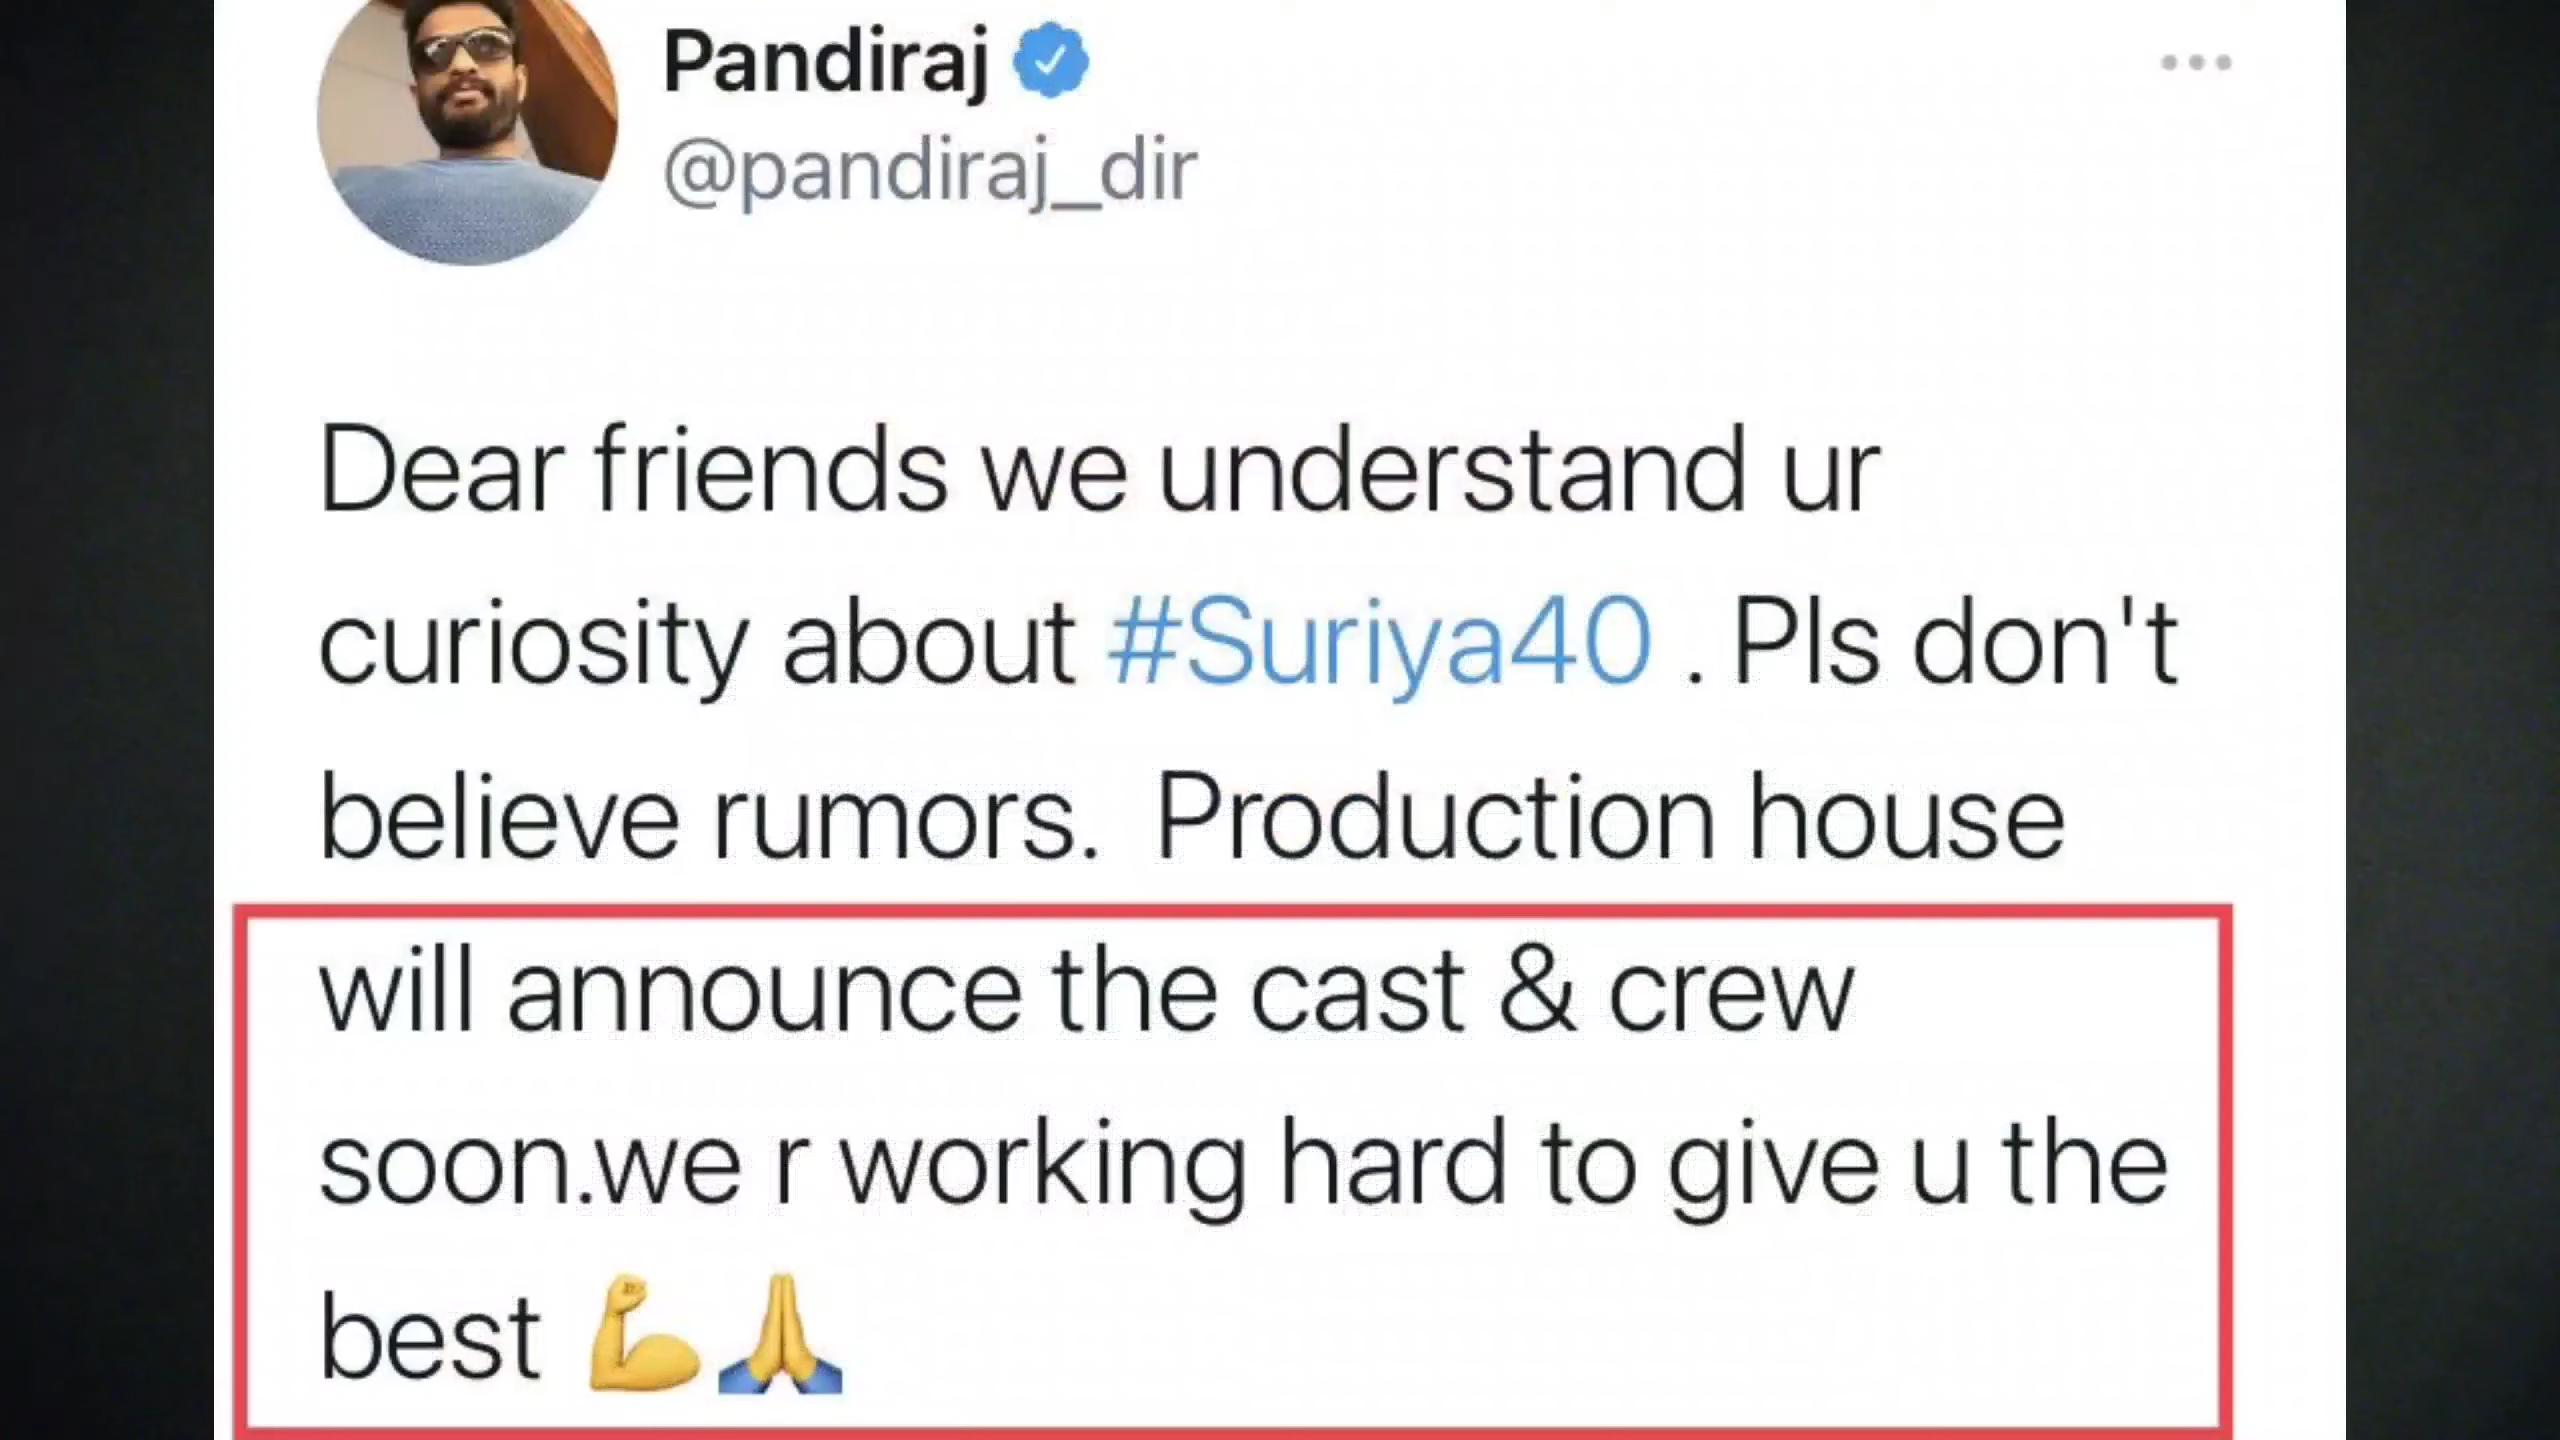 Pandiraj
@pandiraj_dir
Dear friends we understand ur
curiosity about #Suriya40 . Pls don't
believe rumors.  Production house
will announce the cast & crew
soon.we r working hard to give u the
best 💪🙏